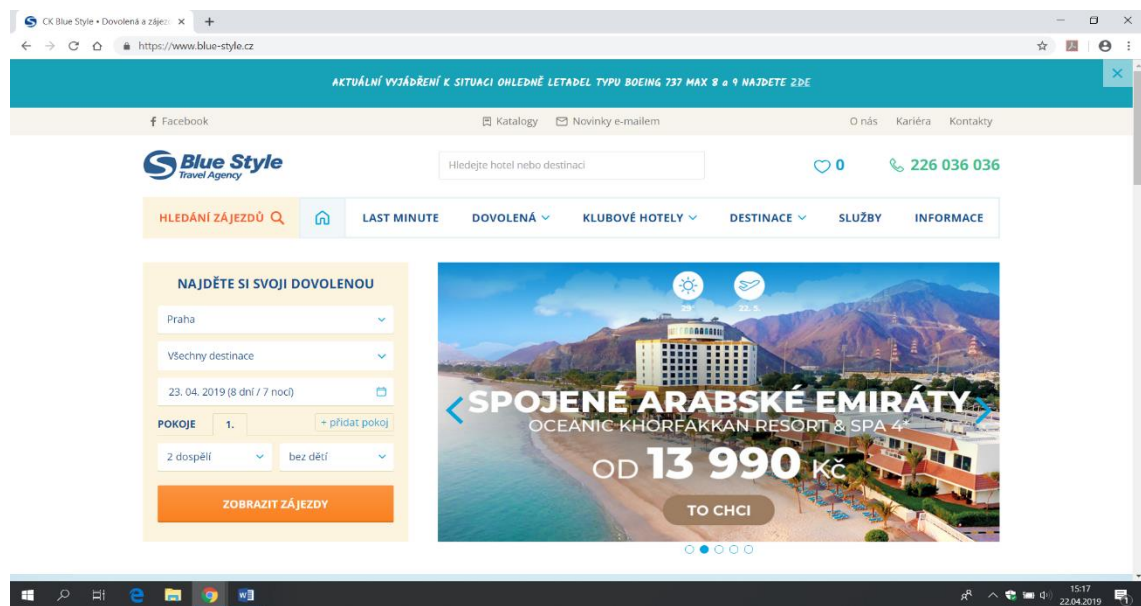 CK Blue Style • Dovolená a zájez
https://www.blue-style.cz
AKTUÁLNÍ VYJÁDŘENÍ K SITUACI OHLEDNĚ LETADEL TYPU BOEING 737 MAX 8 a 9 NAJDETE ZDE
Facebook
Katalogy
Novinky e-mailem
O nás
Kariéra
Kontakty
Blue Style
Travel Agency
Hledejte hotel nebo destinaci
0
226 036 036
HLEDÁNÍ ZÁJEZDŮ
LAST MINUTE
DOVOLENÁ
KLUBOVÉ HOTELY
DESTINACE
SLUŽBY
INFORMACE
NAJDĚTE SI SVOJI DOVOLENOU
Praha
Všechny destinace
23. 04. 2019 (8 dní / 7 nocí)
POKOJE
1.
+ přidat pokoj
2 dospělí
bez dětí
ZOBRAZIT ZÁJEZDY
29
22. 5.
SPOJENÉ ARABSKÉ EMIRÁTY
OCEANIC KHORFAKKAN RESORT & SPA 4*
OD 13 990 Kč
TO CHCI
15:17
22.04.2019